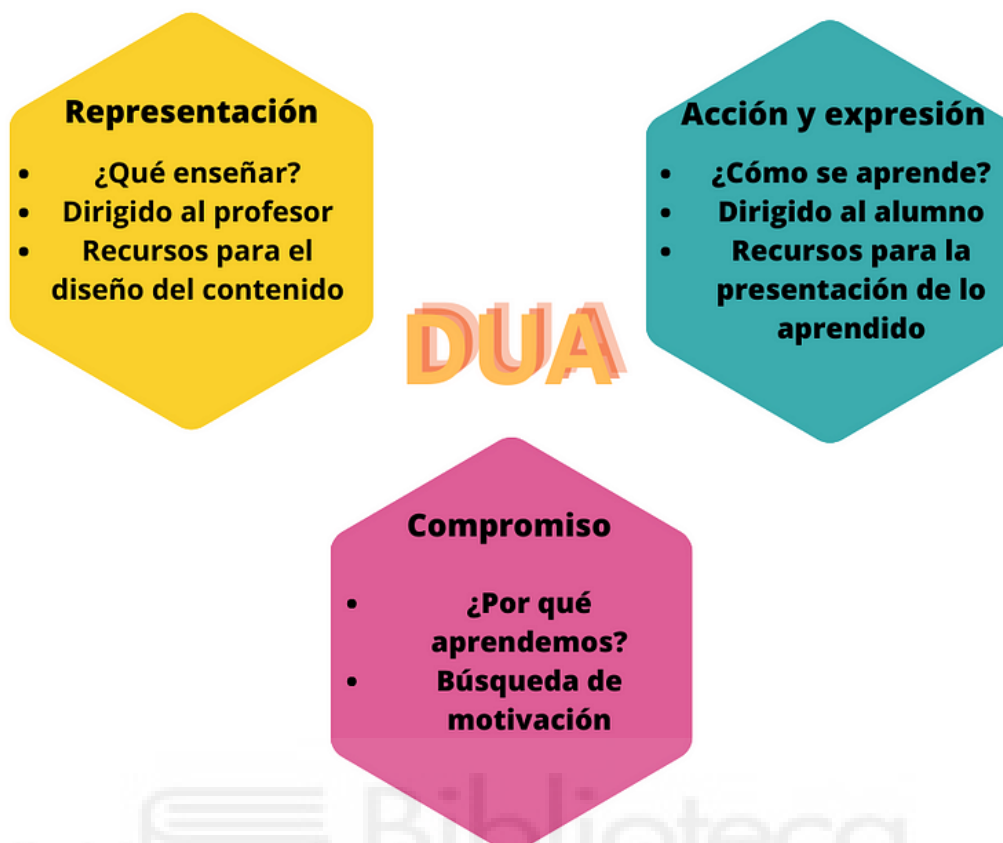 Representación
• ¿Qué enseñar?
• Dirigido al profesor
• Recursos para el
diseño del contenido
Acción y expresión
• ¿Cómo se aprende?
• Dirigido al alumno
• Recursos para la
presentación de lo
aprendido
DUA
Compromiso
• ¿Por qué
aprendemos?
• Búsqueda de
motivación
Biblioteca